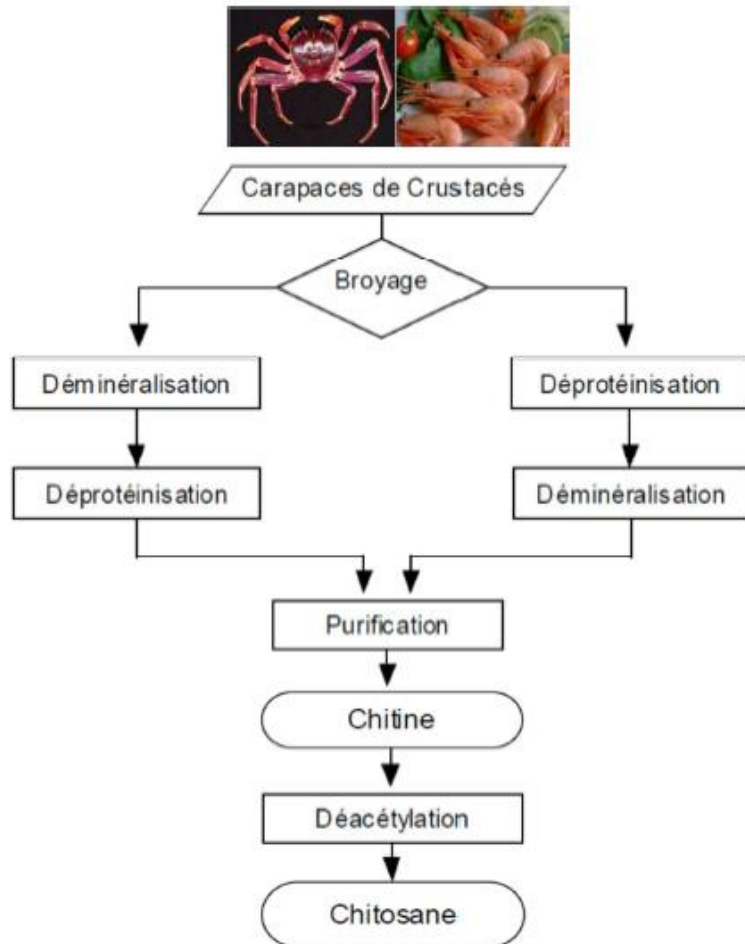 Carapaces de Crustacés
Broyage
Déminéralisation
Déprotéinisation
Déprotéinisation
Déminéralisation
Purification
Chitine
Déacétylation
Chitosane